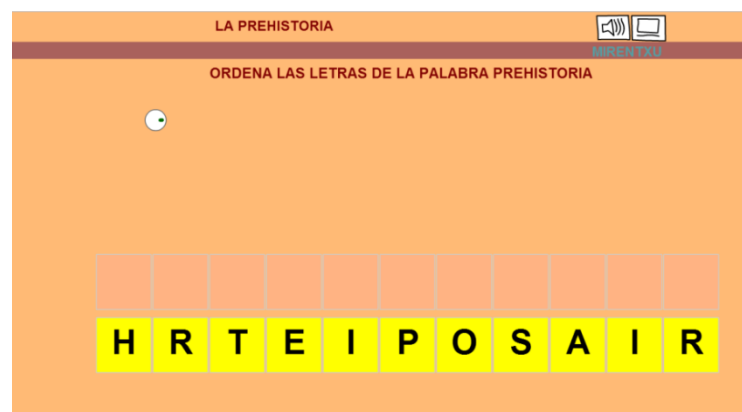 LA PREHISTORIA
MIRENTXU
ORDENA LAS LETRAS DE LA PALABRA PREHISTORIA
H R T E I P O S A I R